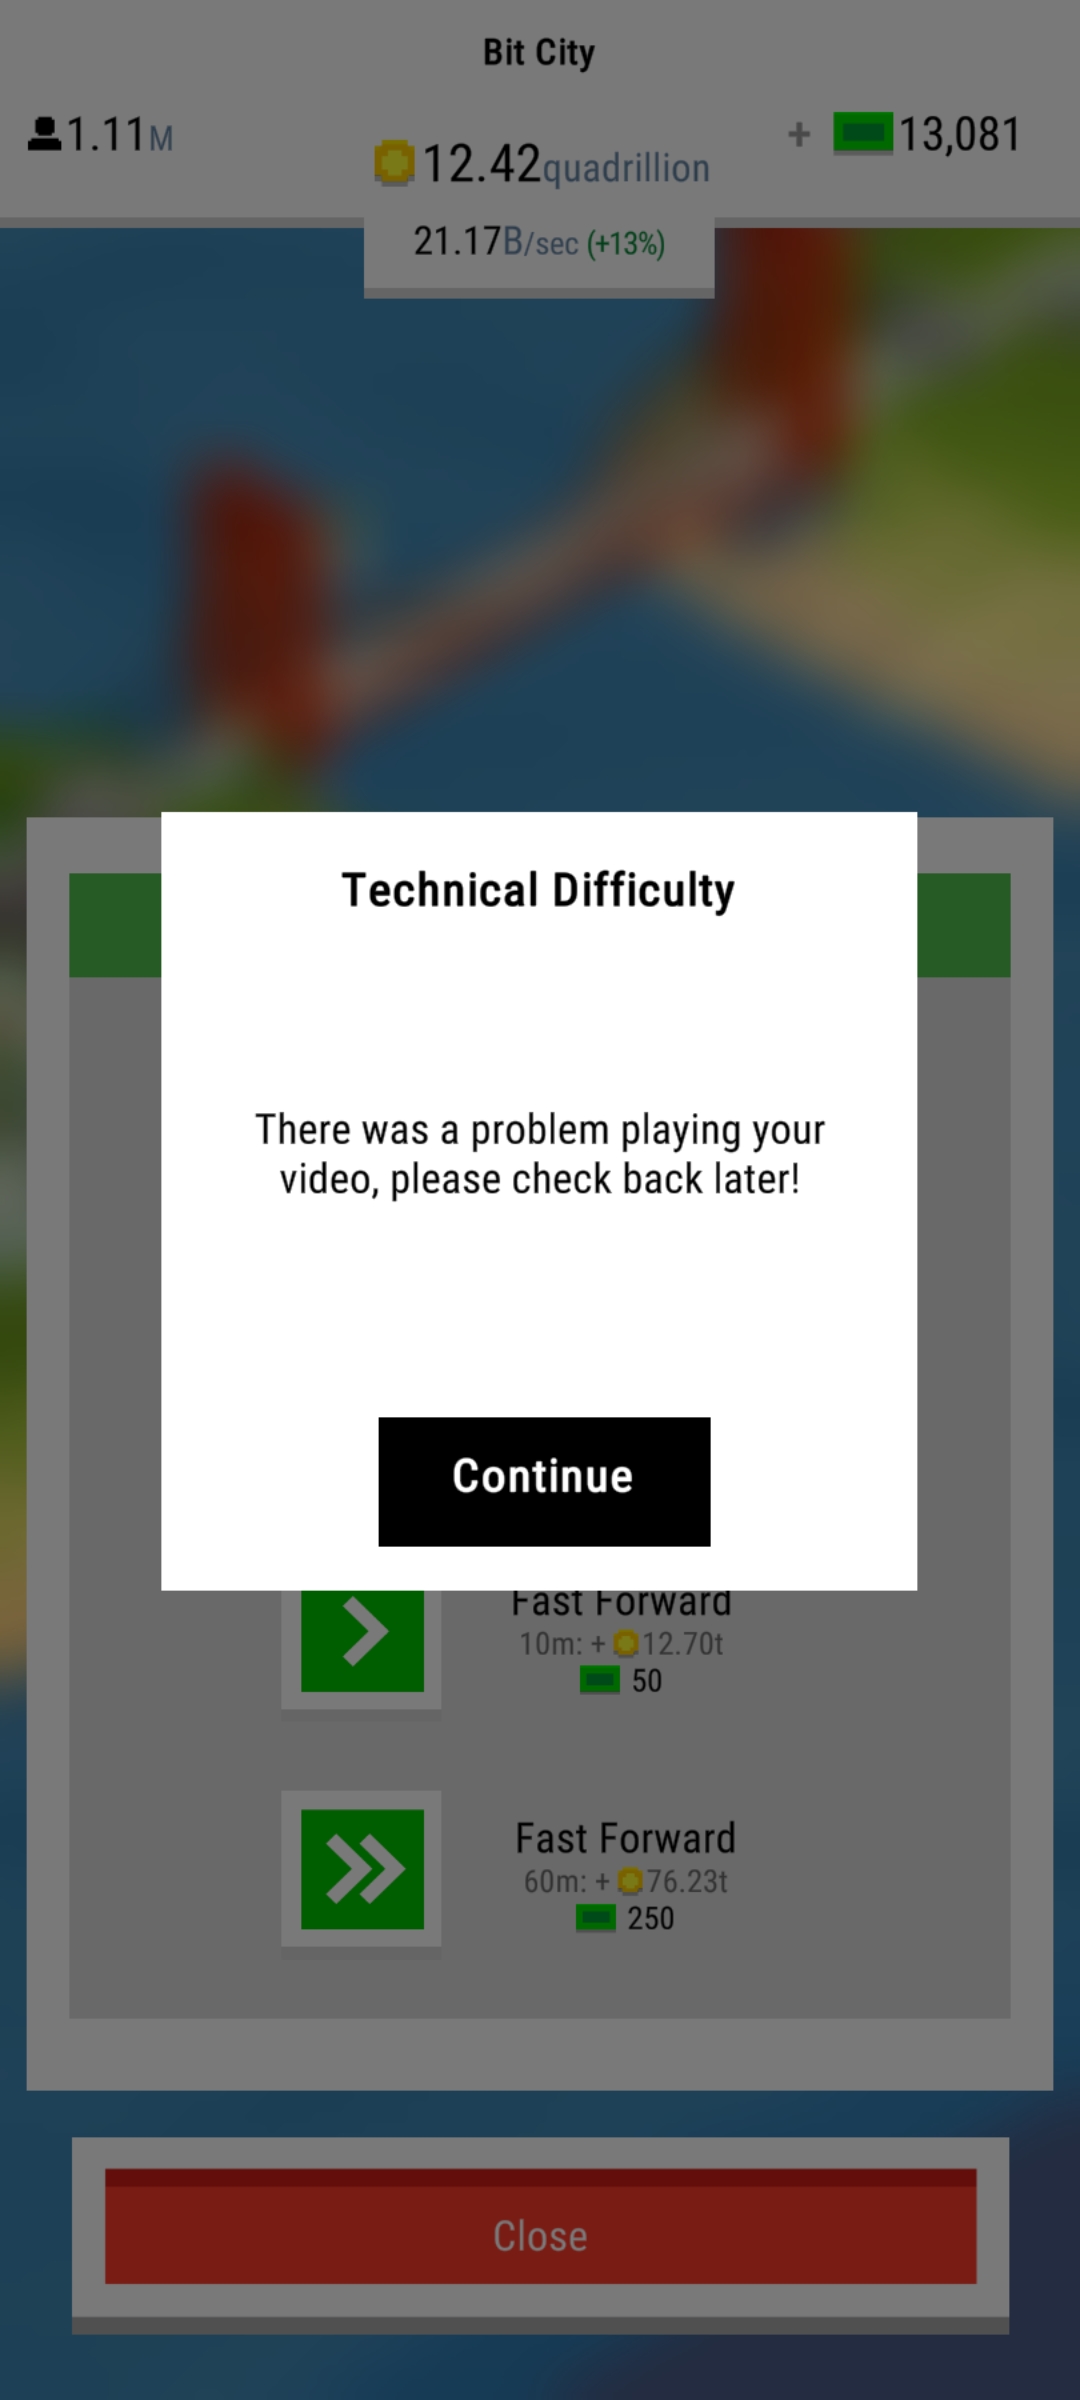 Bit City
1.11M
12.42quadrillion
+ 13,081
21.17B/sec (+13%)
Technical Difficulty
There was a problem playing your
video, please check back later!
Continue
Fast Forward
10m: + 12.70t
50
Fast Forward
60m: + 76.23t
250
Close